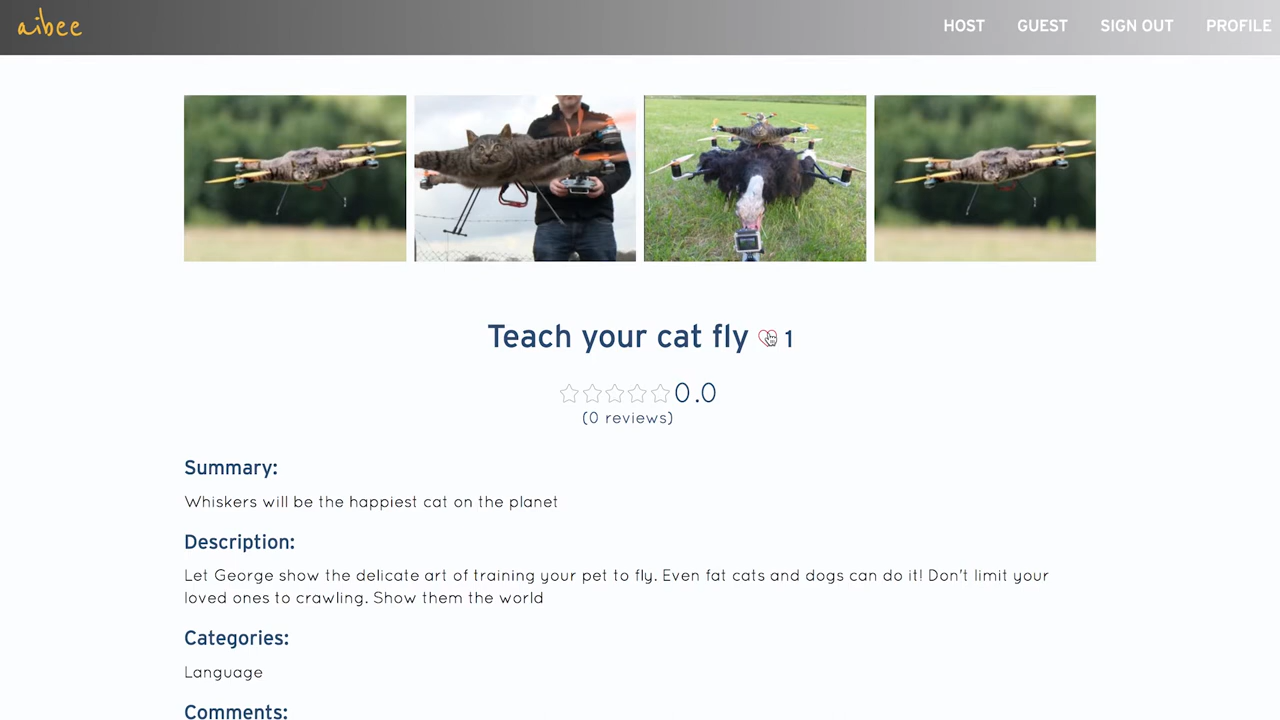 aibee
HOST GUEST SIGN OUT PROFILE
Teach your cat fly 1
0.0
(0 reviews)
Summary:
Whiskers will be the happiest cat on the planet
Description:
Let George show the delicate art of training your pet to fly. Even fat cats and dogs can do it! Don't limit your
loved ones to crawling. Show them the world
Categories:
Language
Comments: